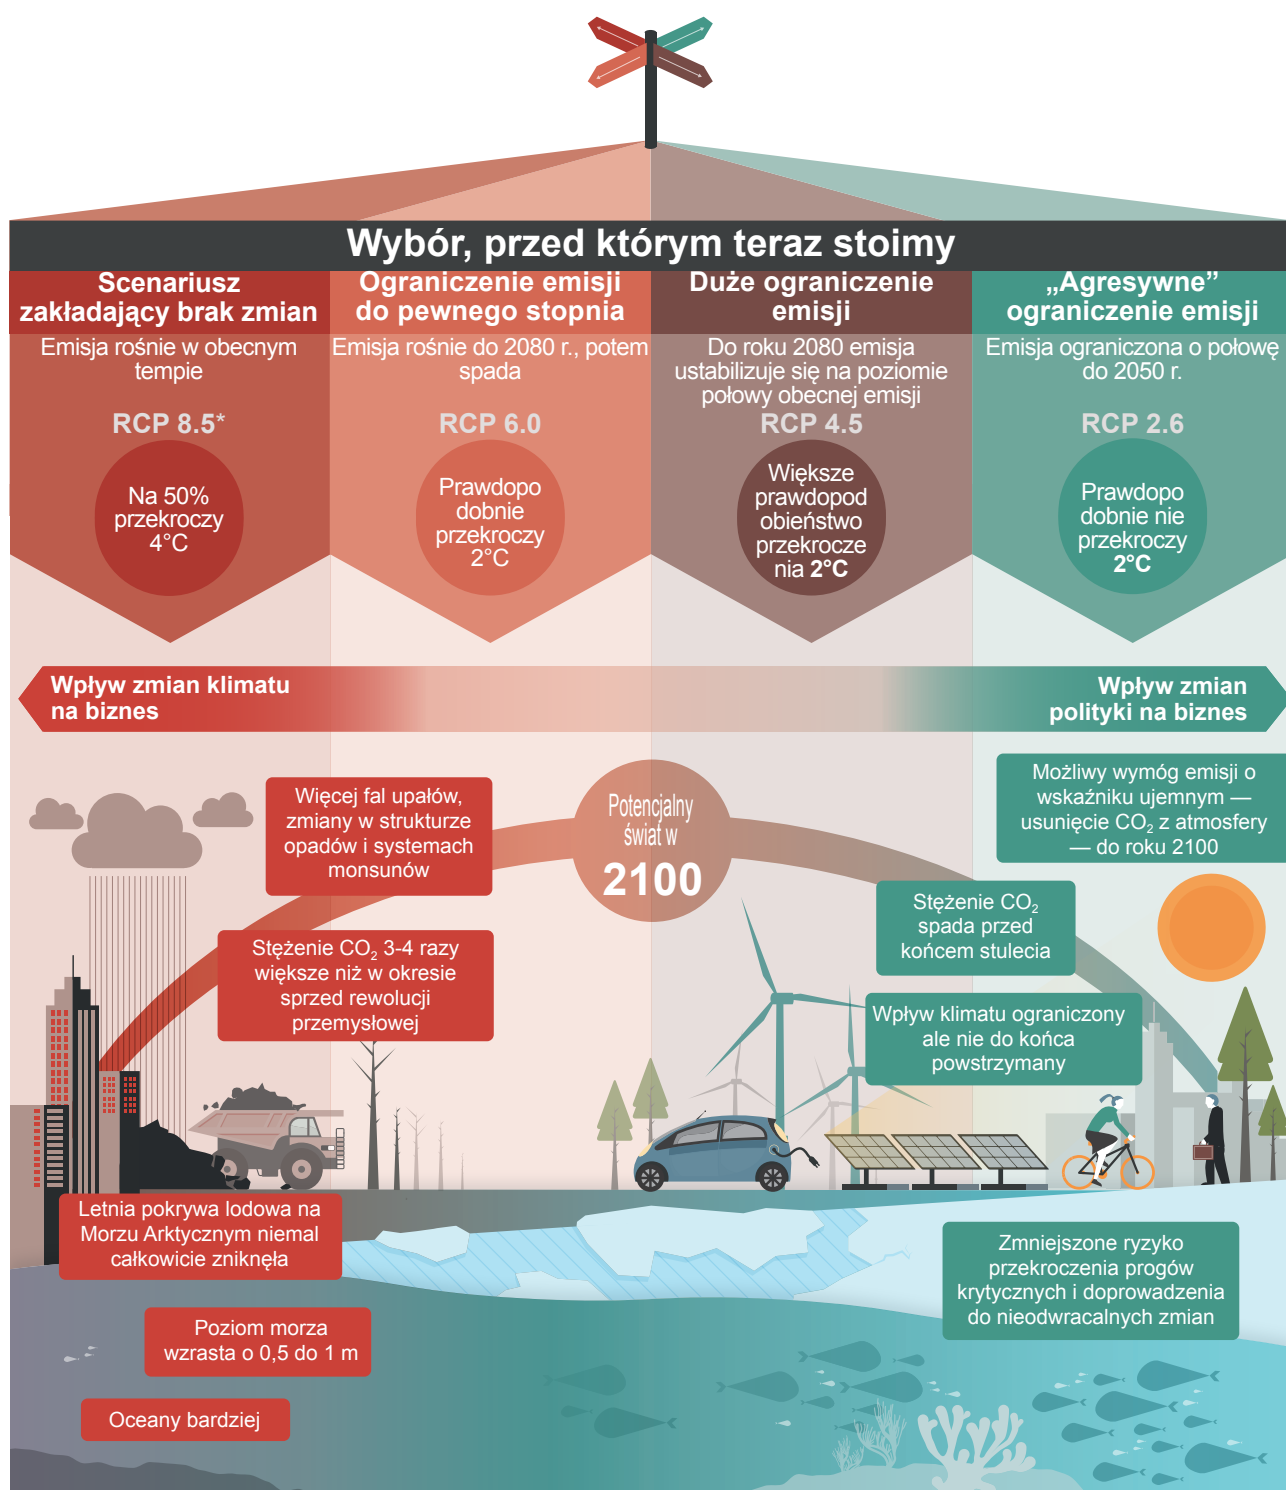 Wybór, przed którym teraz stoimy
Scenariusz
zakładający brak zmian
Emisja rośnie w obecnym
tempie
RCP 8.5*
Na 50%
przekroczy
4°C
Ograniczenie emisji
do pewnego stopnia
Emisja rośnie do 2080 r., potem
spada
RCP 6.0
Prawdopo
dobnie
przekroczy
2°C
Duże ograniczenie
emisji
Do roku 2080 emisja
ustabilizuje się na poziomie
połowy obecnej emisji
RCP 4.5
Większe
prawdopod
obieństwo
przekrocze
nia 2°C
„Agresywne”
ograniczenie emisji
Emisja ograniczona o połowę
do 2050 r.
RCP 2.6
Prawdopo
dobnie nie
przekroczy
2°C
Wpływ zmian klimatu
na biznes
Wpływ zmian
polityki na biznes
Więcej fal upałów,
zmiany w strukturze
opadów i systemach
monsunów
Potencjalny
świat w
2100
Możliwy wymóg emisji o
wskaźniku ujemnym —
usunięcie CO₂ z atmosfery
— do roku 2100
Stężenie CO₂
spada przed
końcem stulecia
Stężenie CO₂ 3-4 razy
większe niż w okresie
sprzed rewolucji
przemysłowej
Wpływ klimatu ograniczony
ale nie do końca
powstrzymany
Letnia pokrywa lodowa na
Morzu Arktycznym niemal
całkowicie zniknęła
Zmniejszone ryzyko
przekroczenia progów
krytycznych i doprowadzenia
do nieodwracalnych zmian
Poziom morza
wzrasta o 0,5 do 1 m
Oceany bardziej